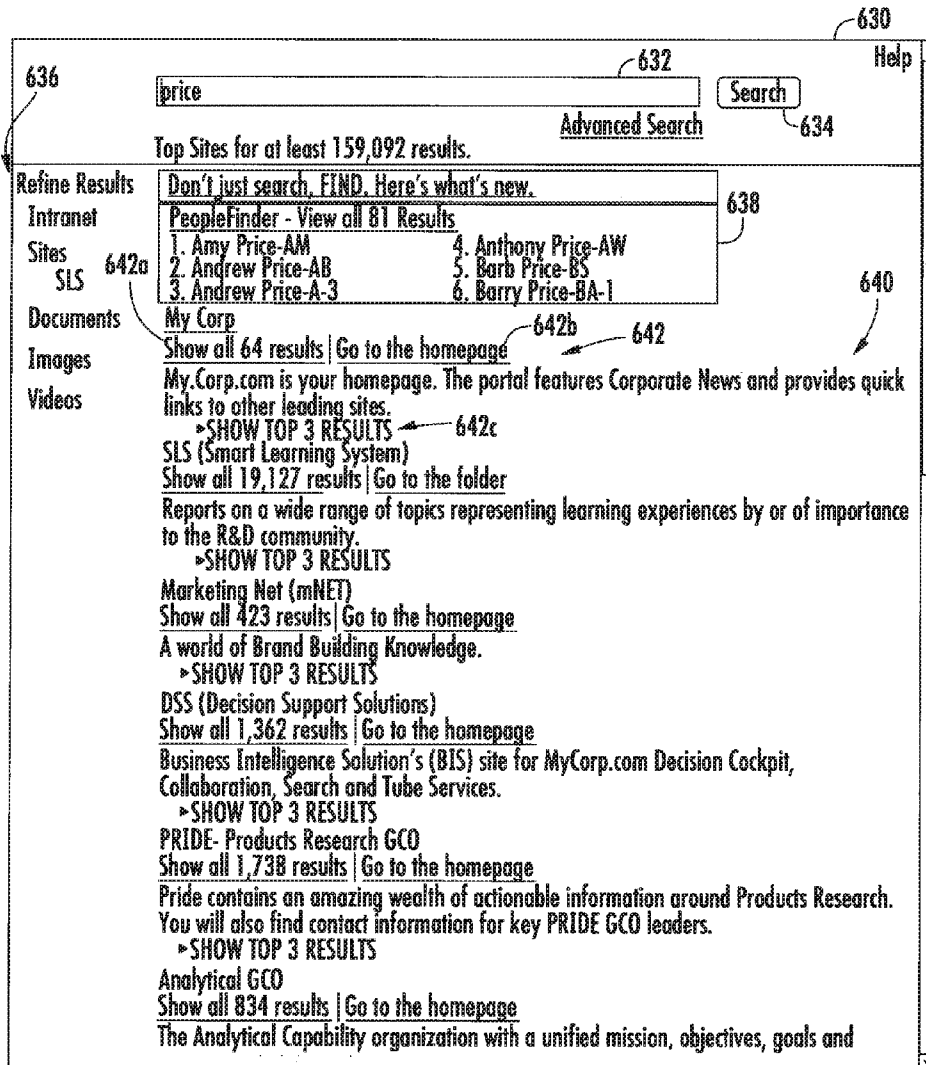 630
Help
632
636
price
Search
634
Advanced Search
Top Sites for at least 159,092 results.
Refine Results
Don't just search, FIND. Here's what's new.
638
Intranet
PeopleFinder - View all 81 Results
1. Amy Price-AM 4. Anthony Price-AW
Sites
642a
2. Andrew Price-AB 5. Barb Price-BS
SLS
3. Andrew Price-A-3 6. Barry Price-BA-1
640
Documents
My Corp
642b
642
Show all 64 results | Go to the homepage
Images
My.Corp.com is your homepage. The portal features Corporate News and provides quick
Videos
links to other leading sites.
▸SHOW TOP 3 RESULTS
642c
SLS (Smart Learning System)
Show all 19,127 results | Go to the folder
Reports on a wide range of topics representing learning experiences by or of importance
to the R&D community.
▸SHOW TOP 3 RESULTS
Marketing Net (mNET)
Show all 423 results | Go to the homepage
A world of Brand Building Knowledge.
▸SHOW TOP 3 RESULTS
DSS (Decision Support Solutions)
Show all 1,362 results | Go to the homepage
Business Intelligence Solution's (BIS) site for MyCorp.com Decision Cockpit,
Collaboration, Search and Tube Services.
▸SHOW TOP 3 RESULTS
PRIDE- Products Research GCO
Show all 1,738 results | Go to the homepage
Pride contains an amazing wealth of actionable information around Products Research.
You will also find contact information for key PRIDE GCO leaders.
▸SHOW TOP 3 RESULTS
Analytical GCO
Show all 834 results | Go to the homepage
The Analytical Capability organization with a unified mission, objectives, goals and